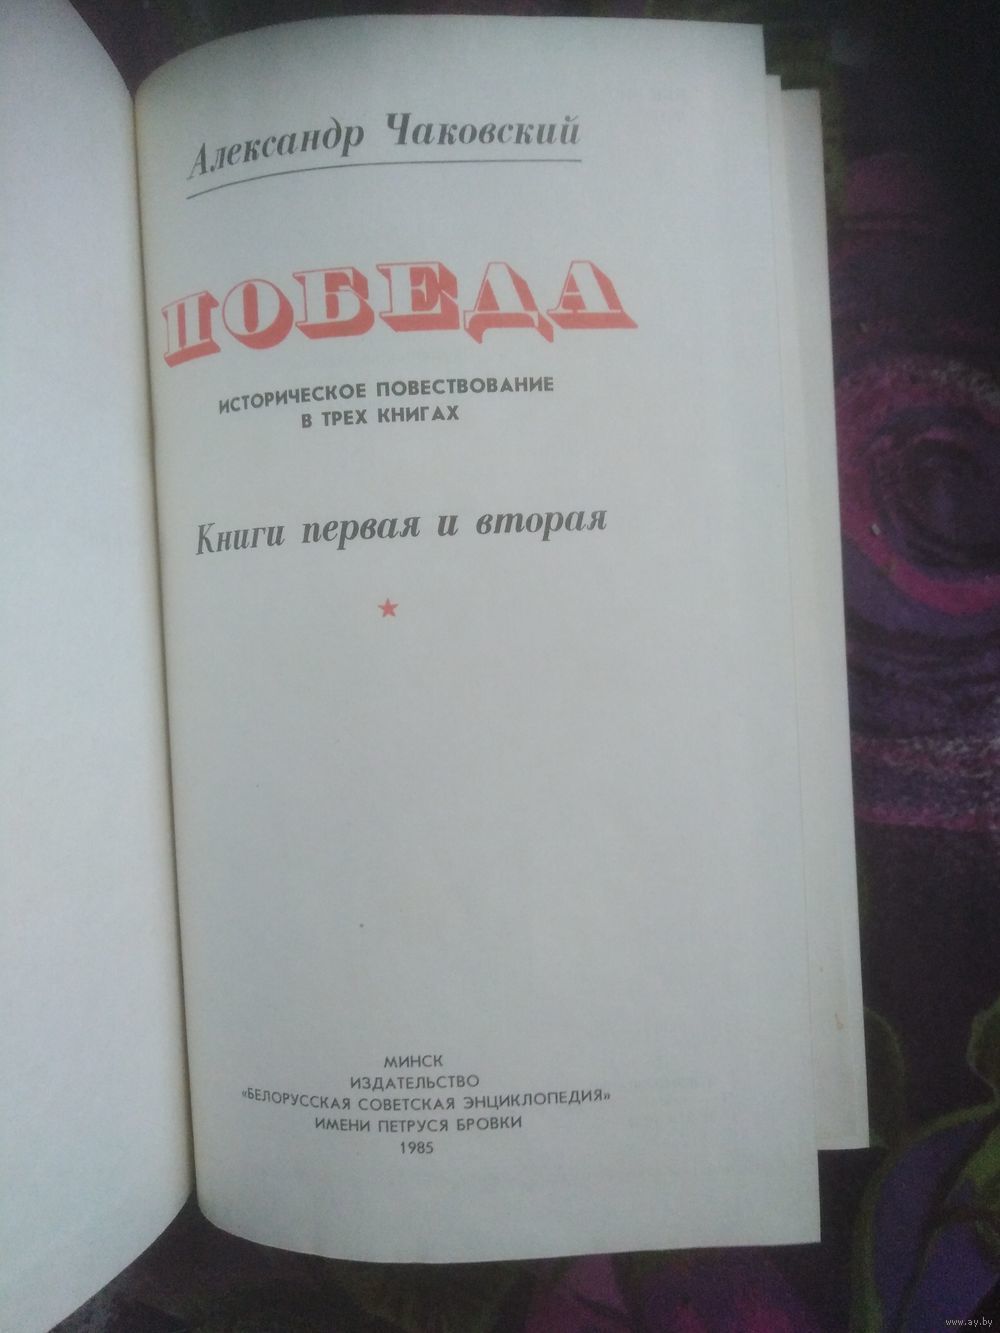 Александр Чаковский
ПОБЕДА
ИСТОРИЧЕСКОЕ ПОВЕСТВОВАНИЕ
В ТРЕХ КНИГАХ
Книги первая и вторая
МИНСК
ИЗДАТЕЛЬСТВО
«БЕЛОРУССКАЯ СОВЕТСКАЯ ЭНЦИКЛОПЕДИЯ»
ИМЕНИ ПЕТРУСЯ БРОВКИ
1985
www.ay.by